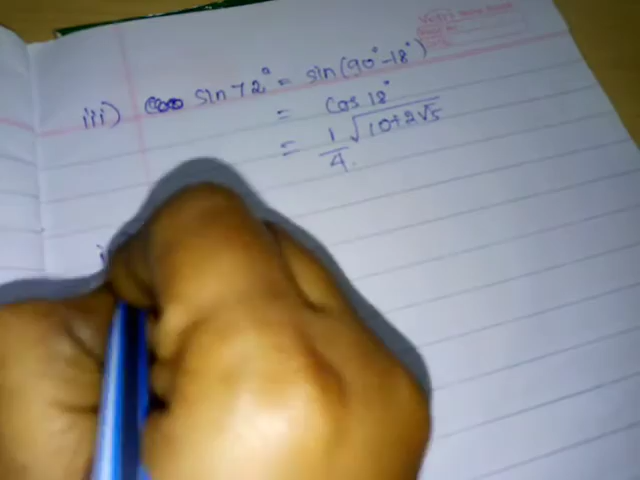 iii) sin 72° = sin(90°-18°)
= cos 18°
= 1/4 √10+2√5